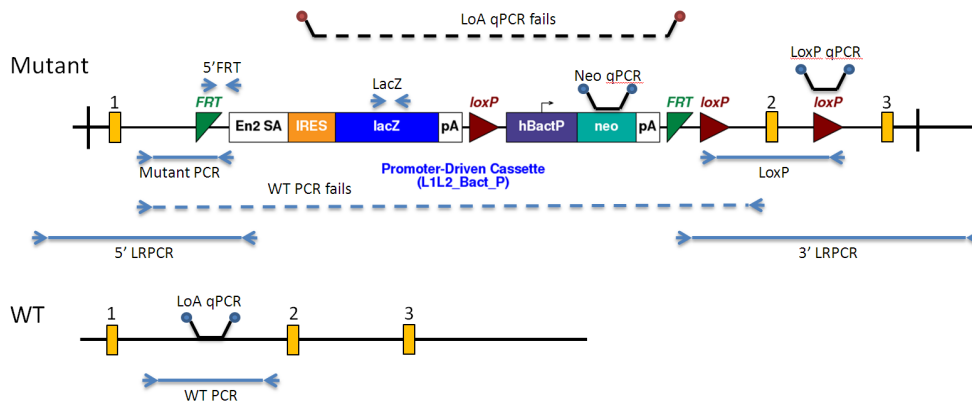 LoA qPCR fails
Mutant
5'FRT
LacZ
Neo qPCR
LoxP qPCR
1
FRT
loxP
FRT
loxP
2
loxP
3
En2 SA
IRES
lacZ
pA
hBactP
neo
pA
Mutant PCR
Promoter-Driven Cassette
(L1L2_Bact_P)
LoxP
WT PCR fails
5' LRPCR
3' LRPCR
WT
LoA qPCR
1
2
3
WT PCR